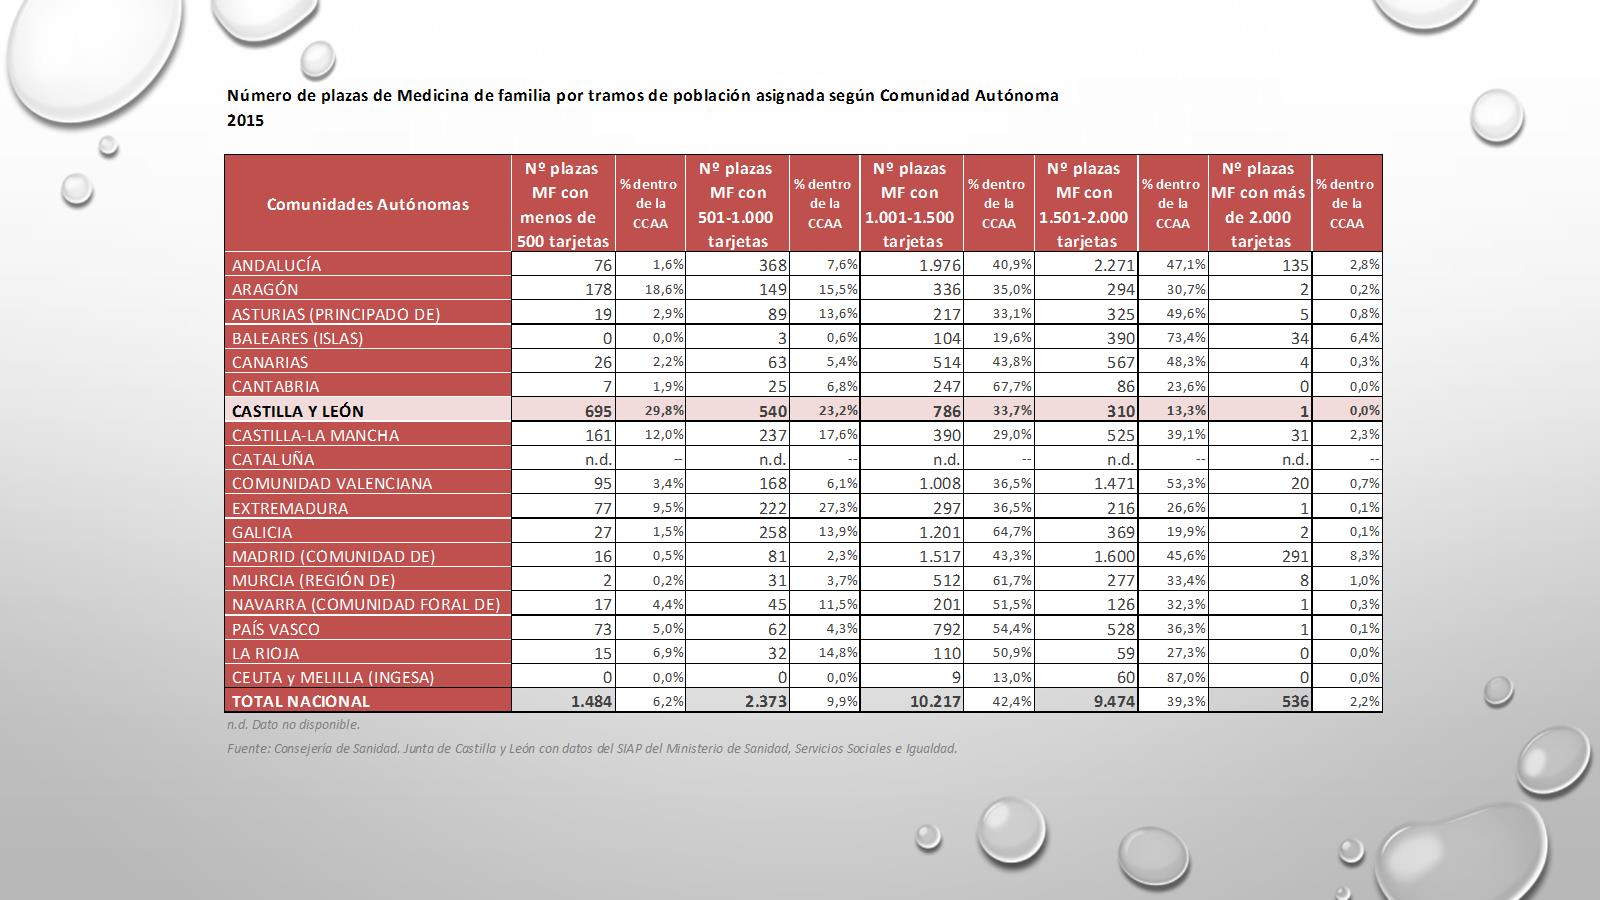 Número de plazas de Medicina de familia por tramos de población asignada según Comunidad Autónoma
2015
Comunidades Autónomas | Nº plazas MF con menos de 500 tarjetas | % dentro de la CCAA | Nº plazas MF con 501-1.000 tarjetas | % dentro de la CCAA | Nº plazas MF con 1.001-1.500 tarjetas | % dentro de la CCAA | Nº plazas MF con 1.501-2.000 tarjetas | % dentro de la CCAA | Nº plazas MF con más de 2.000 tarjetas | % dentro de la CCAA
ANDALUCÍA 76 1,6% 368 7,6% 1.976 40,9% 2.271 47,1% 135 2,8%
ARAGÓN 178 18,6% 149 15,5% 336 35,0% 294 30,7% 2 0,2%
ASTURIAS (PRINCIPADO DE) 19 2,9% 89 13,6% 217 33,1% 325 49,6% 5 0,8%
BALEARES (ISLAS) 0 0,0% 3 0,6% 104 19,6% 390 73,4% 34 6,4%
CANARIAS 26 2,2% 63 5,4% 514 43,8% 567 48,3% 4 0,3%
CANTABRIA 7 1,9% 25 6,8% 247 67,7% 86 23,6% 0 0,0%
CASTILLA Y LEÓN 695 29,8% 540 23,2% 786 33,7% 310 13,3% 1 0,0%
CASTILLA-LA MANCHA 161 12,0% 237 17,6% 390 29,0% 525 39,1% 31 2,3%
CATALUÑA n.d. -- n.d. -- n.d. -- n.d. -- n.d. --
COMUNIDAD VALENCIANA 95 3,4% 168 6,1% 1.008 36,5% 1.471 53,3% 20 0,7%
EXTREMADURA 77 9,5% 222 27,3% 297 36,5% 216 26,6% 1 0,1%
GALICIA 27 1,5% 258 13,9% 1.201 64,7% 369 19,9% 2 0,1%
MADRID (COMUNIDAD DE) 16 0,5% 81 2,3% 1.517 43,3% 1.600 45,6% 291 8,3%
MURCIA (REGIÓN DE) 2 0,2% 31 3,7% 512 61,7% 277 33,4% 8 1,0%
NAVARRA (COMUNIDAD FORAL DE) 17 4,4% 45 11,5% 201 51,5% 126 32,3% 1 0,3%
PAÍS VASCO 73 5,0% 62 4,3% 792 54,4% 528 36,3% 1 0,1%
LA RIOJA 15 6,9% 32 14,8% 110 50,9% 59 27,3% 0 0,0%
CEUTA y MELILLA (INGESA) 0 0,0% 0 0,0% 9 13,0% 60 87,0% 0 0,0%
TOTAL NACIONAL 1.484 6,2% 2.373 9,9% 10.217 42,4% 9.474 39,3% 536 2,2%
n.d. Dato no disponible.
Fuente: Consejería de Sanidad. Junta de Castilla y León con datos del SIAP del Ministerio de Sanidad, Servicios Sociales e Igualdad.